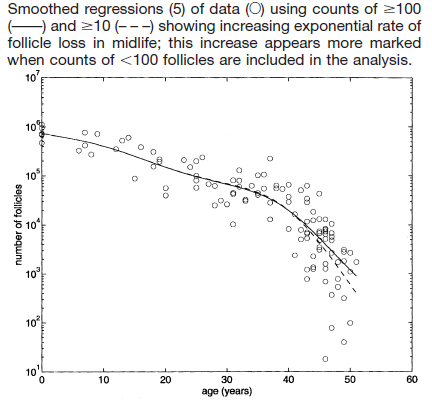 Smoothed regressions (5) of data (○) using counts of ≥100
(——) and ≥10 (– – –) showing increasing exponential rate of
follicle loss in midlife; this increase appears more marked
when counts of <100 follicles are included in the analysis.
10⁷
10⁶
10⁵
10⁴
10³
10²
10¹
number of follicles
0 10 20 30 40 50 60
age (years)